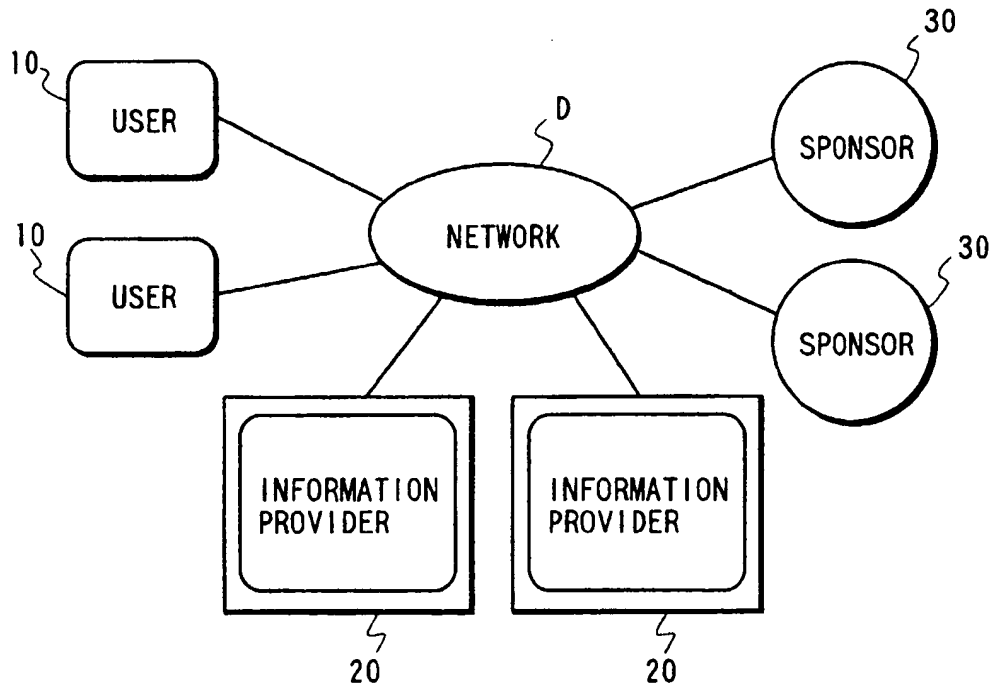 30
10
USER
D
SPONSOR
10
NETWORK
30
USER
SPONSOR
INFORMATION
PROVIDER
INFORMATION
PROVIDER
20
20